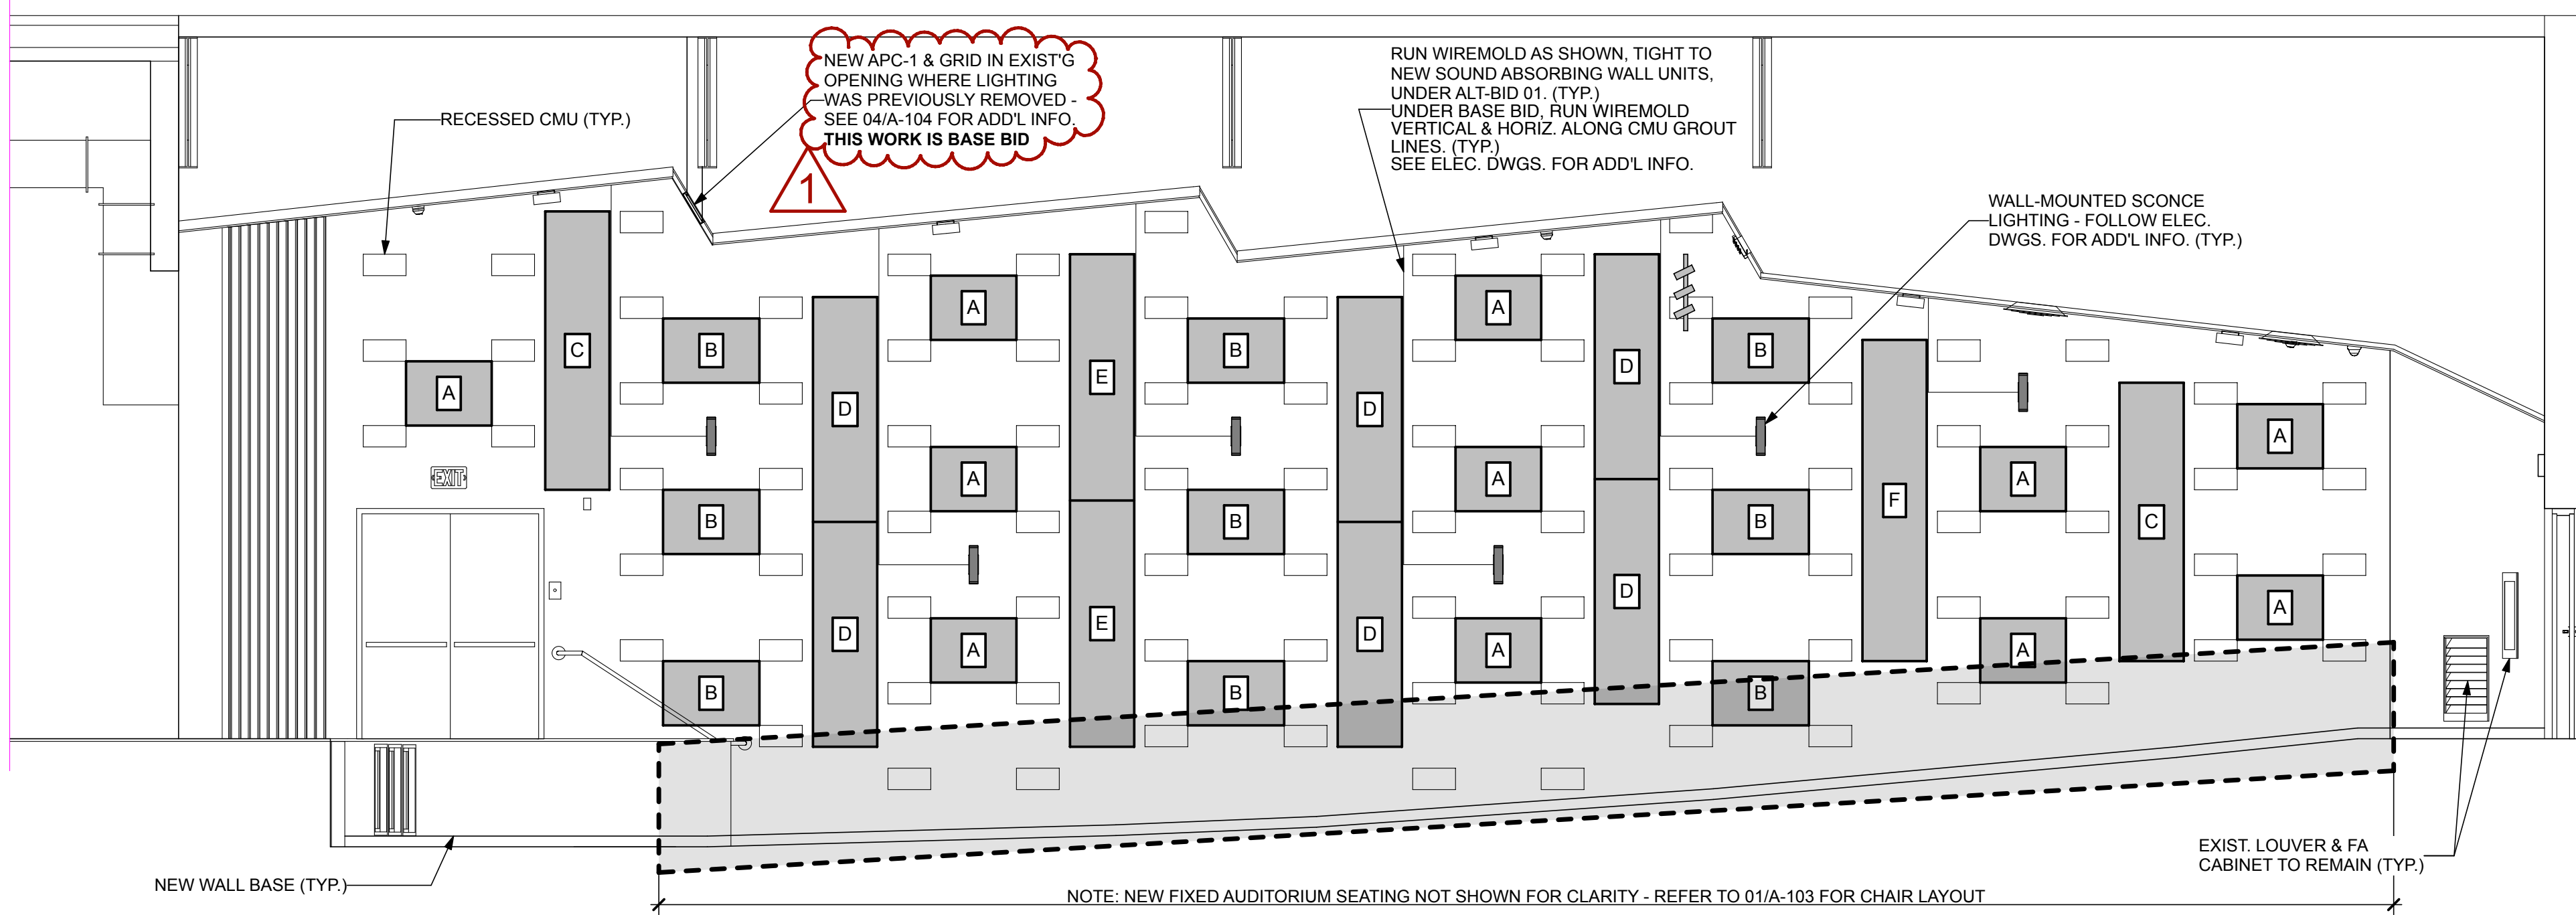 NEW APC-1 & GRID IN EXIST'G
OPENING WHERE LIGHTING
WAS PREVIOUSLY REMOVED -
SEE 04/A-104 FOR ADD'L INFO.
THIS WORK IS BASE BID
1
RECESSED CMU (TYP.)
RUN WIREMOLD AS SHOWN, TIGHT TO
NEW SOUND ABSORBING WALL UNITS,
UNDER ALT-BID 01. (TYP.)
UNDER BASE BID, RUN WIREMOLD
VERTICAL & HORIZ. ALONG CMU GROUT
LINES. (TYP.)
SEE ELEC. DWGS. FOR ADD'L INFO.
WALL-MOUNTED SCONCE
LIGHTING - FOLLOW ELEC.
DWGS. FOR ADD'L INFO. (TYP.)
A
EXIT
C
B
B
B
D
D
A
A
A
E
E
B
B
B
D
D
A
A
A
D
D
B
B
B
F
A
A
C
A
A
NEW WALL BASE (TYP.)
EXIST. LOUVER & FA
CABINET TO REMAIN (TYP.)
NOTE: NEW FIXED AUDITORIUM SEATING NOT SHOWN FOR CLARITY - REFER TO 01/A-103 FOR CHAIR LAYOUT